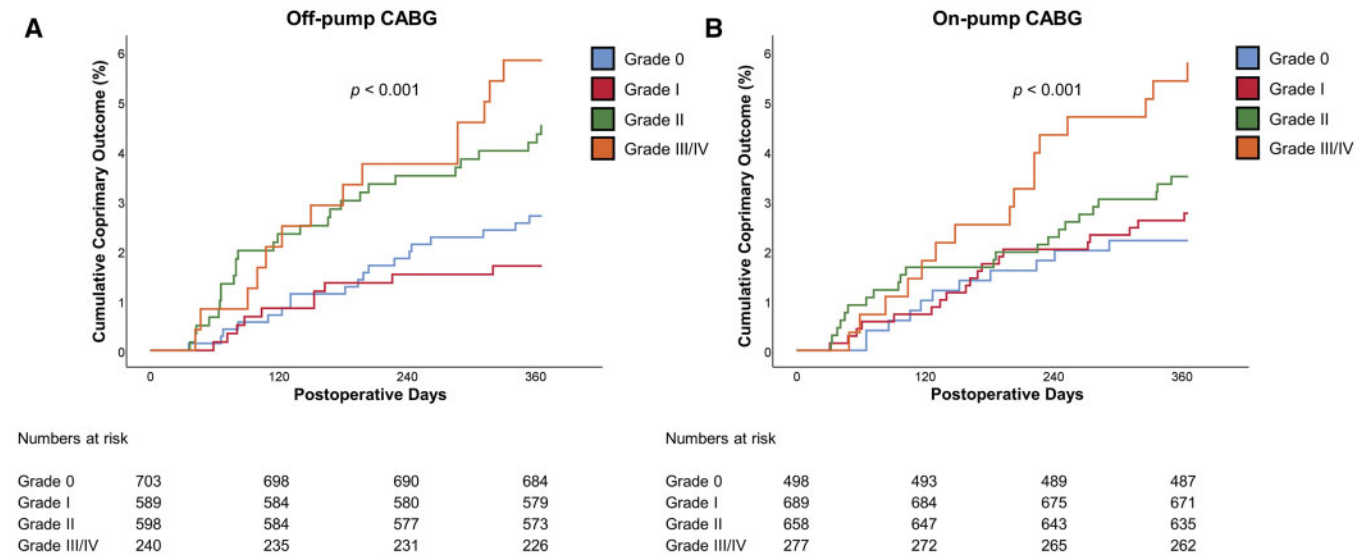 A
Off-pump CABG
Cumulative Coprimary Outcome (%)
6
5
4
3
2
1
0
p < 0.001
Grade 0
Grade I
Grade II
Grade III/IV
0 120 240 360
Postoperative Days
Numbers at risk
Grade 0 703 698 690 684
Grade I 589 584 580 579
Grade II 598 584 577 573
Grade III/IV 240 235 231 226
B
On-pump CABG
Cumulative Coprimary Outcome (%)
6
5
4
3
2
1
0
p < 0.001
Grade 0
Grade I
Grade II
Grade III/IV
0 120 240 360
Postoperative Days
Numbers at risk
Grade 0 498 493 489 487
Grade I 689 684 675 671
Grade II 658 647 643 635
Grade III/IV 277 272 265 262